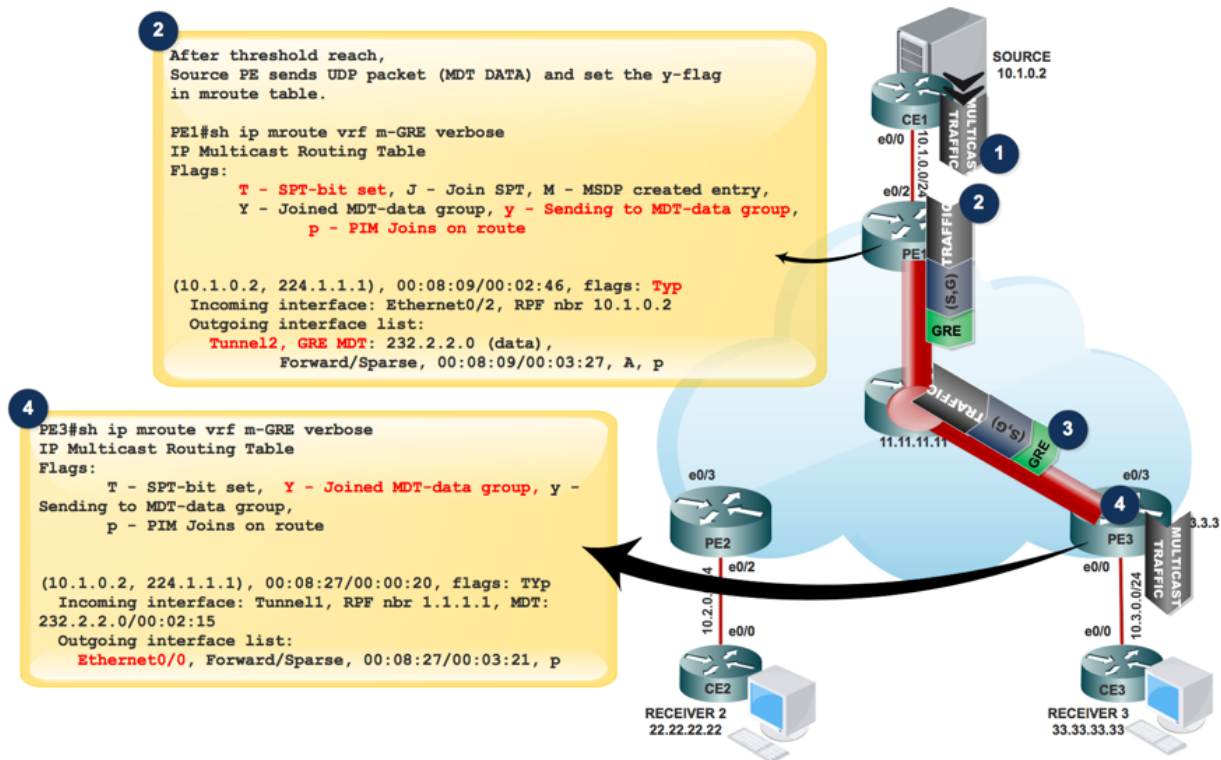 2
After threshold reach,
Source PE sends UDP packet (MDT DATA) and set the y-flag
in mroute table.
PE1#sh ip mroute vrf m-GRE verbose
IP Multicast Routing Table
Flags:
T - SPT-bit set, J - Join SPT, M - MSDP created entry,
Y - Joined MDT-data group, y - Sending to MDT-data group,
p - PIM Joins on route
(10.1.0.2, 224.1.1.1), 00:08:09/00:02:46, flags: Typ
Incoming interface: Ethernet0/2, RPF nbr 10.1.0.2
Outgoing interface list:
Tunnel2, GRE MDT: 232.2.2.0 (data),
Forward/Sparse, 00:08:09/00:03:27, A, p
4
PE3#sh ip mroute vrf m-GRE verbose
IP Multicast Routing Table
Flags:
T - SPT-bit set, Y - Joined MDT-data group, y -
Sending to MDT-data group,
p - PIM Joins on route
(10.1.0.2, 224.1.1.1), 00:08:27/00:00:20, flags: TYp
Incoming interface: Tunnel1, RPF nbr 1.1.1.1, MDT:
232.2.2.0/00:02:15
Outgoing interface list:
Ethernet0/0, Forward/Sparse, 00:08:27/00:03:21, p
SOURCE
10.1.0.2
CE1
MULTICAS
TRAFFIC
1
e0/0
10.1.0.0/24
e0/2
2
PE1
TRAFFIC
(S,G)
GRE
TRAFFIC
(S,G)
GRE
3
11.11.11.11
e0/3
PE2
e0/2
10.2.0.
4
e0/0
CE2
RECEIVER 2
22.22.22.22
e0/3
4
3.3.3
PE3
MULTICAST
TRAFFIC
e0/0
10.3.0.0/24
e0/0
CE3
RECEIVER 3
33.33.33.33